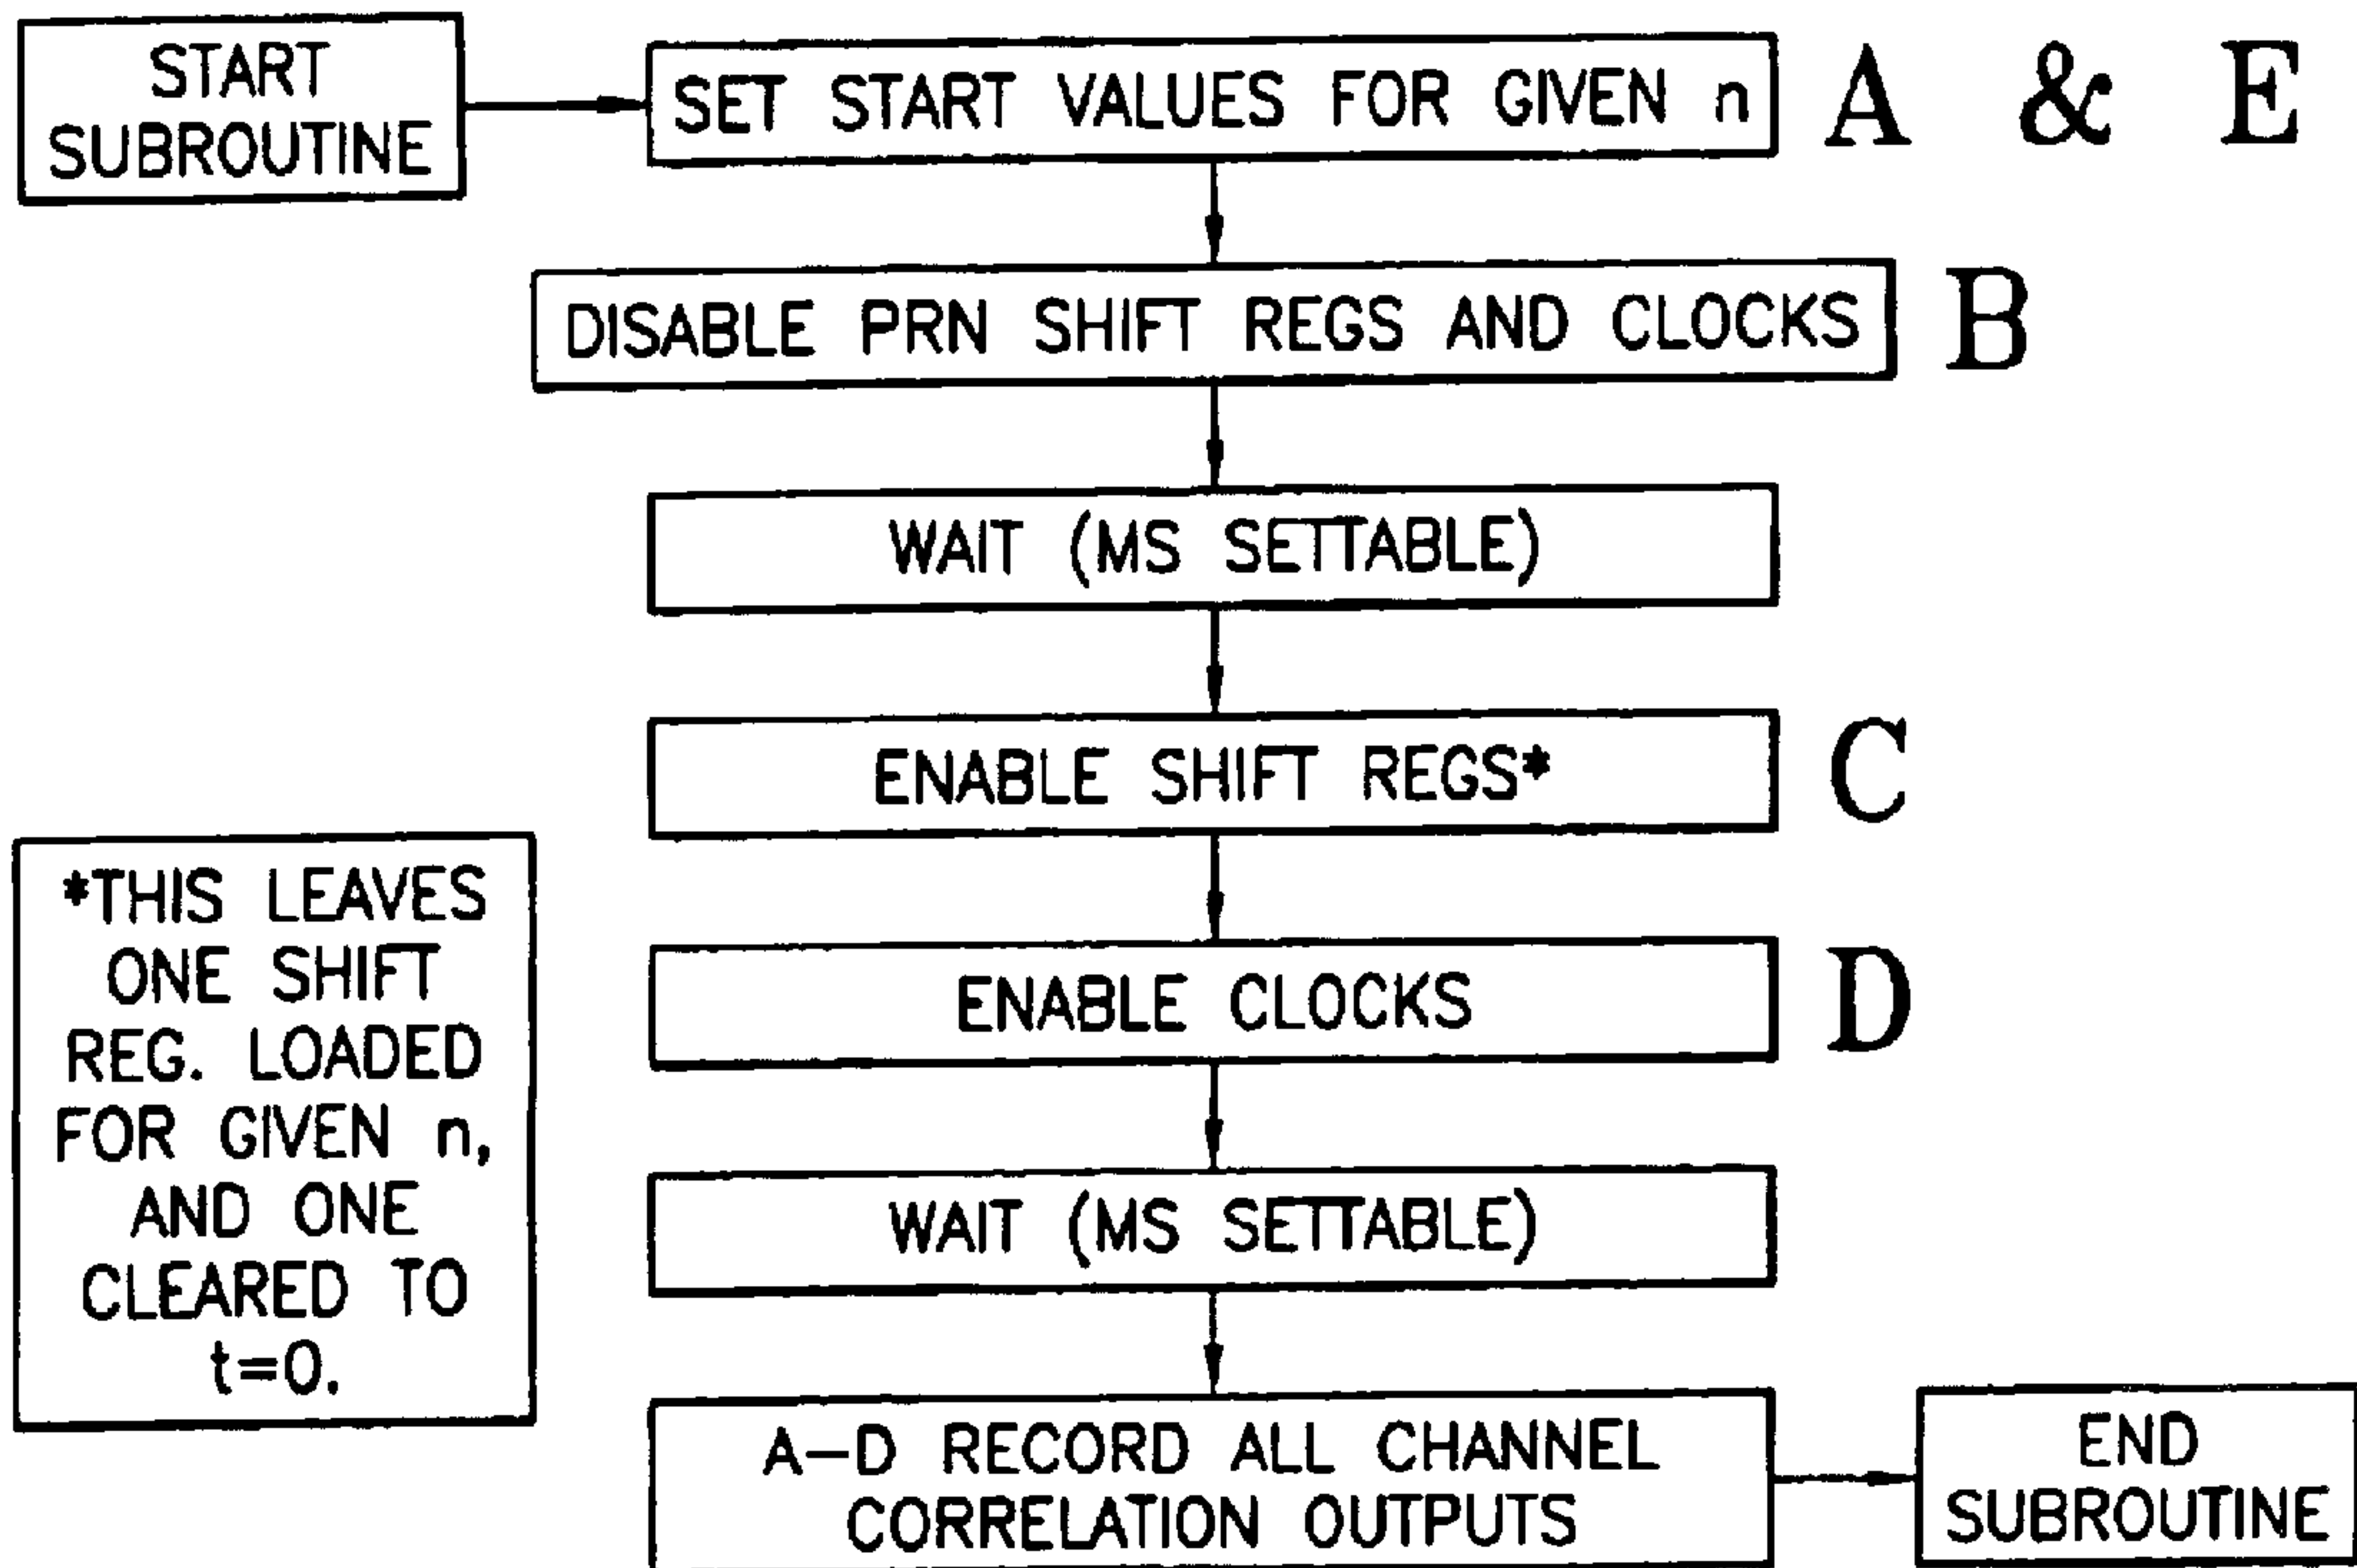 START
SUBROUTINE
SET START VALUES FOR GIVEN n
A & E
DISABLE PRN SHIFT REGS AND CLOCKS
B
WAIT (MS SETTABLE)
ENABLE SHIFT REGS*
C
*THIS LEAVES
ONE SHIFT
REG. LOADED
FOR GIVEN n,
AND ONE
CLEARED TO
t=0.
ENABLE CLOCKS
D
WAIT (MS SETTABLE)
A-D RECORD ALL CHANNEL
CORRELATION OUTPUTS
END
SUBROUTINE